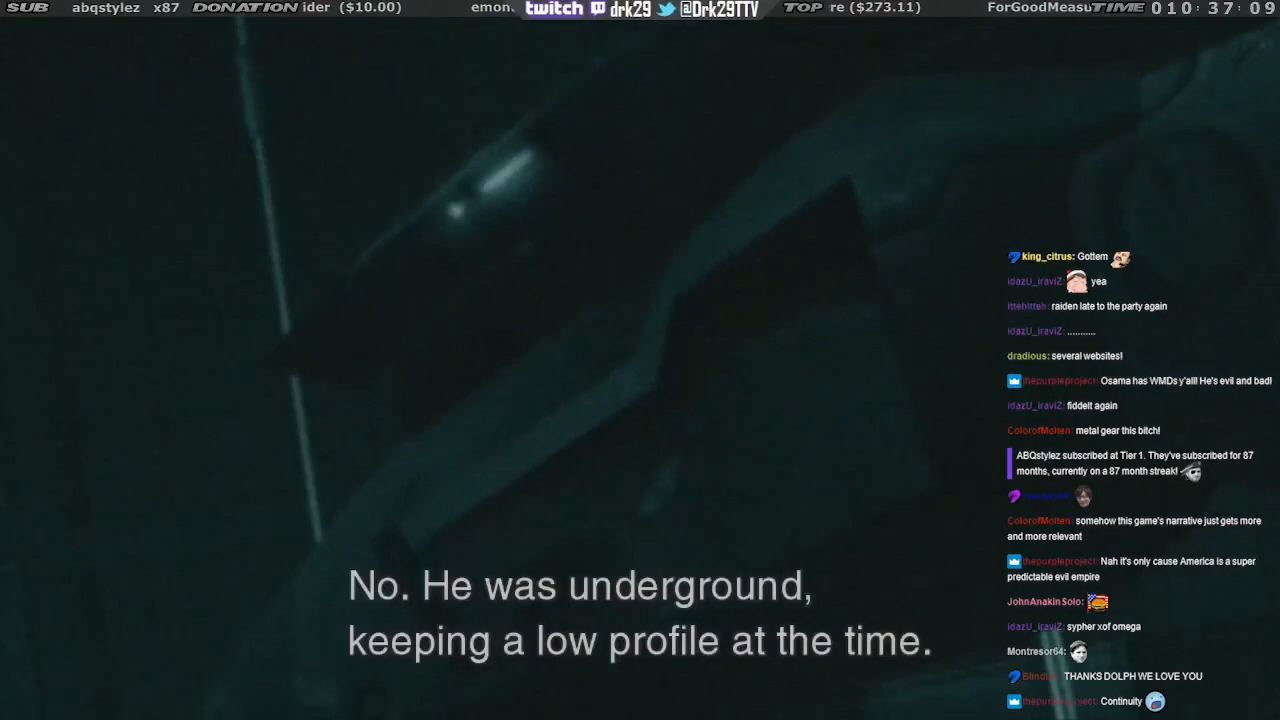 SUB abqstylez x87 DONATION ider ($10.00) emon. twitch drk29 @Drk29TTV TOP re ($273.11) ForGoodMeasu TIME 010:37:09
king_citrus: Gottem
idazU_iraviZ: yea
ittehitteh: raiden late to the party again
idazU_iraviZ: ...........
dradious: several websites!
thepurpleproject: Osama has WMDs y'all! He's evil and bad!
idazU_iraviZ: fiddelt again
ColorofMolten: metal gear this bitch!
ABQstylez subscribed at Tier 1. They've subscribed for 87
months, currently on a 87 month streak!
ColorofMolten: somehow this game's narrative just gets more
and more relevant
thepurpleproject: Nah it's only cause America is a super
predictable evil empire
JohnAnakinSolo:
idazU_iraviZ: sypher xof omega
Montresor64:
THANKS DOLPH WE LOVE YOU
thepurpleproject: Continuity
No. He was underground,
keeping a low profile at the time.